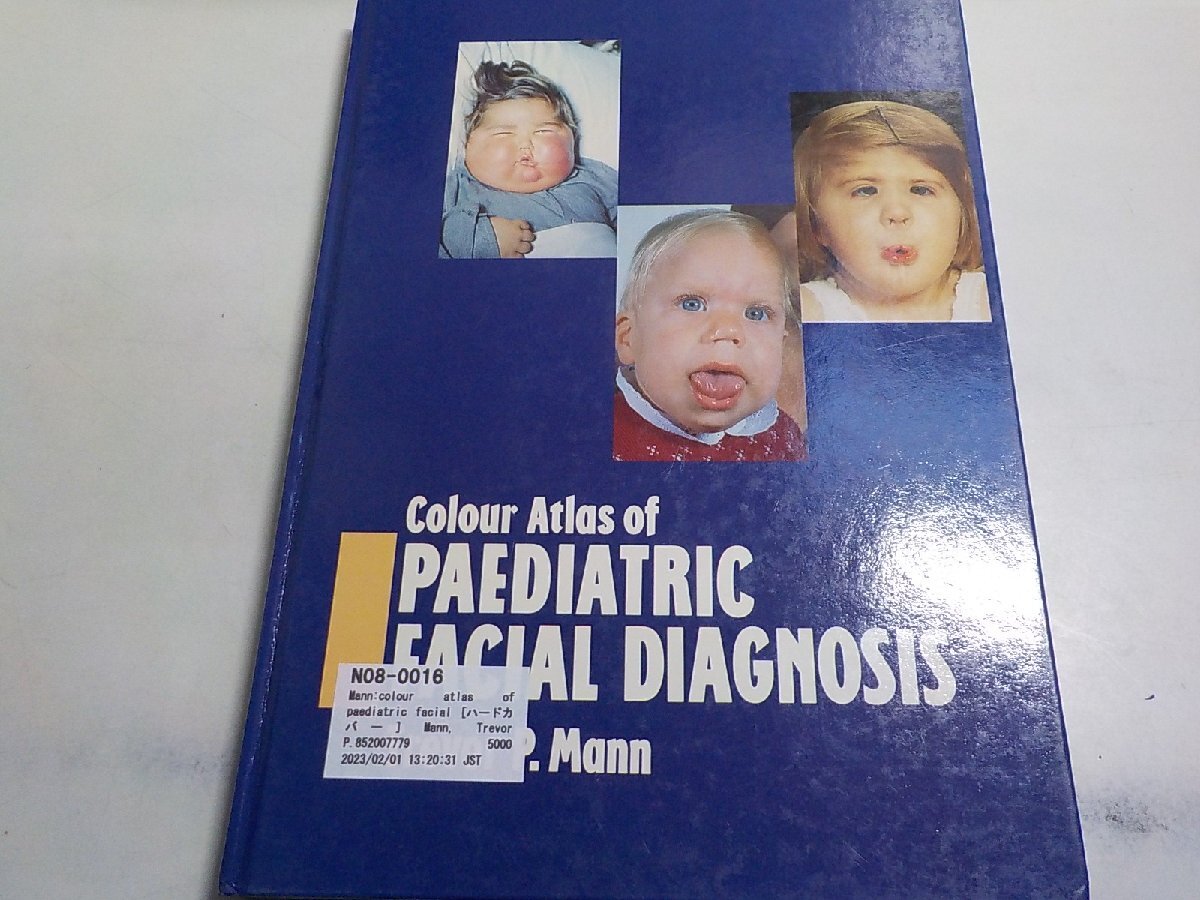 Colour Atlas of
PAEDIATRIC
FACIAL DIAGNOSIS
N08-0016
Mann:colour atlas of
paediatric facial [ハードカ
バー] Mann, Trevor
P.852007779 5000
2023/02/01 13:20:31 JST
P. Mann